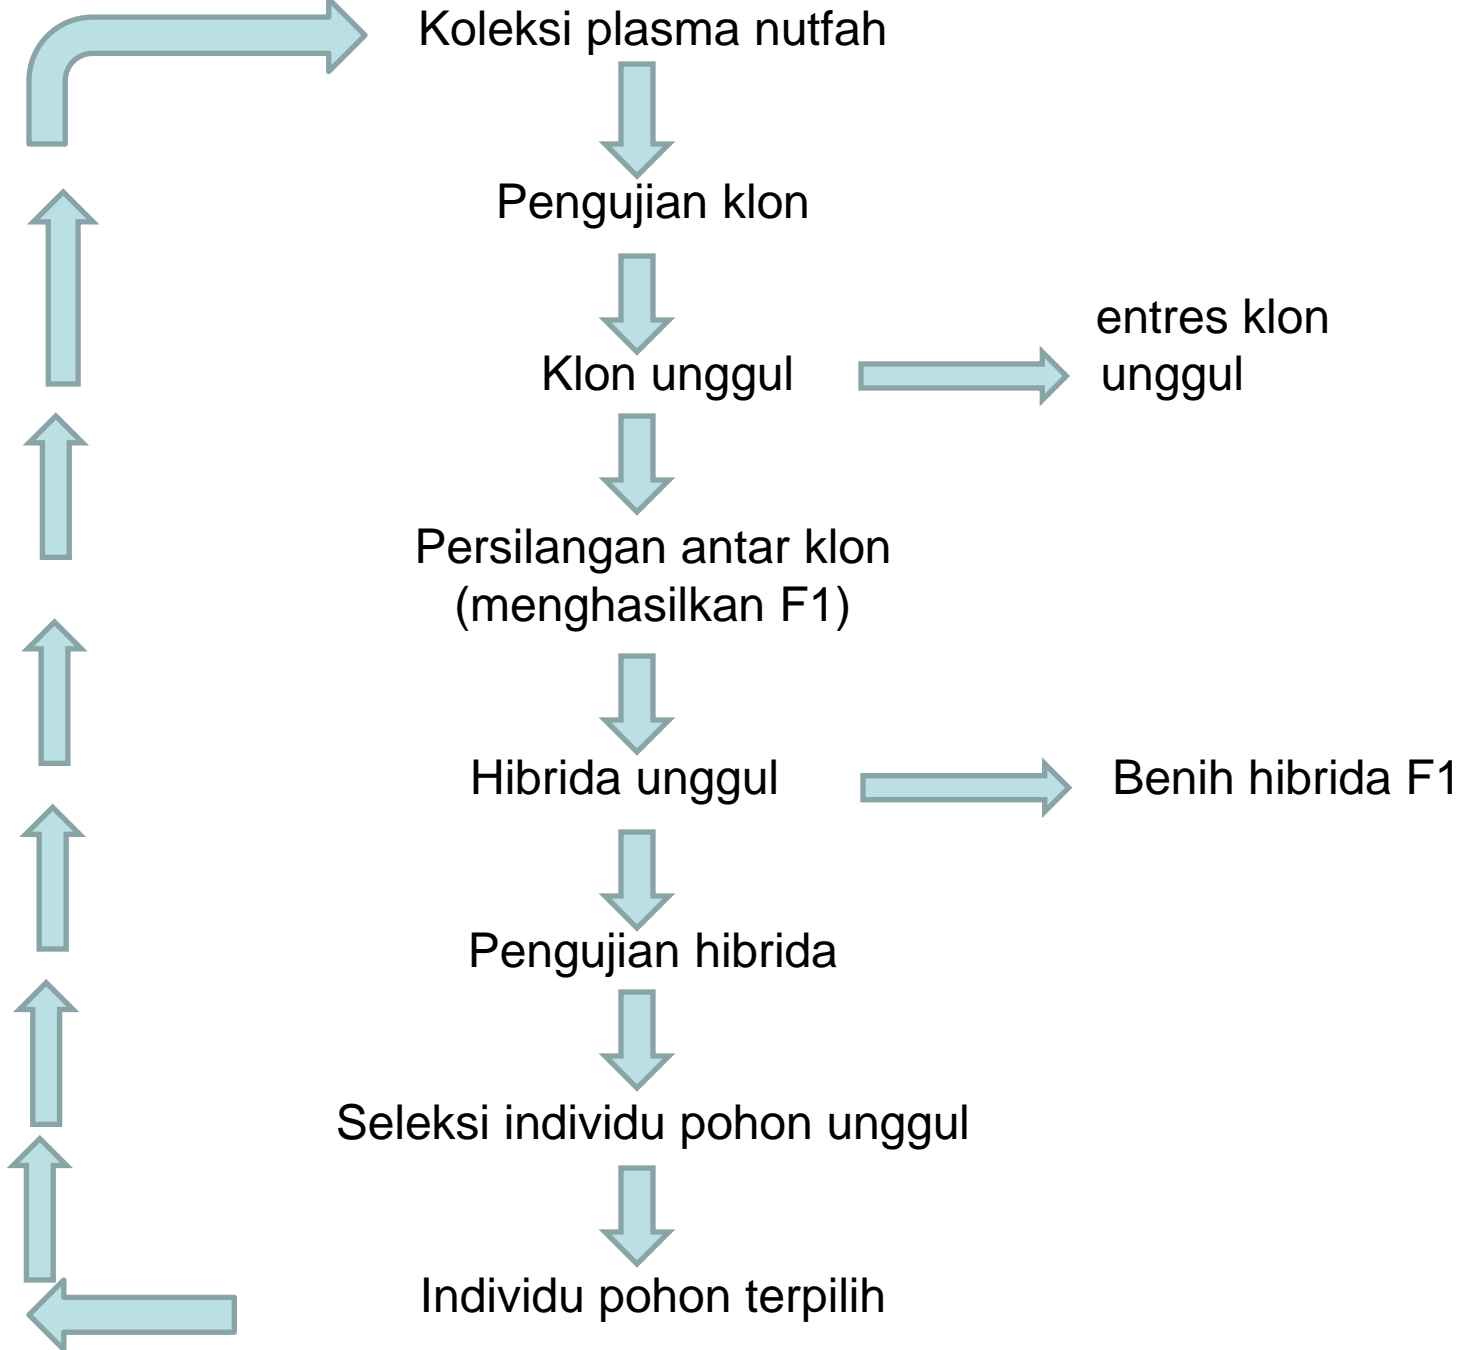 Koleksi plasma nutfah
Pengujian klon
entres klon
Klon unggul
unggul
Persilangan antar klon
(menghasilkan F1)
Hibrida unggul
Benih hibrida F1
Pengujian hibrida
Seleksi individu pohon unggul
Individu pohon terpilih